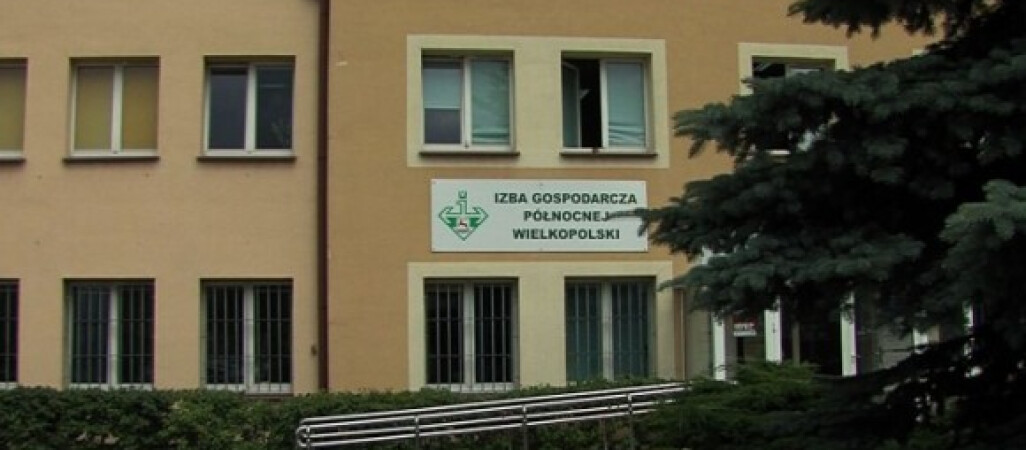 IZBA GOSPODARCZA
PÓŁNOCNEJ
WIELKOPOLSKI